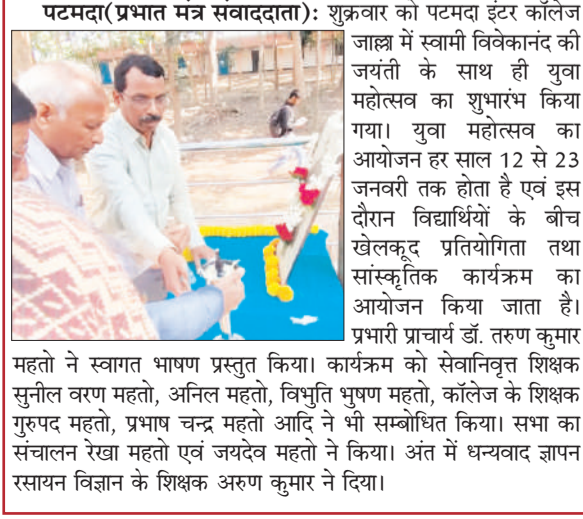 पटमदा(प्रभात मंत्र संवाददाता): शुक्रवार को पटमदा इंटर कॉलेज
जाल्ला में स्वामी विवेकानंद की
जयंती के साथ ही युवा
महोत्सव का शुभारंभ किया
गया। युवा महोत्सव का
आयोजन हर साल 12 से 23
जनवरी तक होता है एवं इस
दौरान विद्यार्थियों के बीच
खेलकूद प्रतियोगिता तथा
सांस्कृतिक कार्यक्रम का
आयोजन किया जाता है।
प्रभारी प्राचार्य डॉ. तरुण कुमार
महतो ने स्वागत भाषण प्रस्तुत किया। कार्यक्रम को सेवानिवृत्त शिक्षक
सुनील वरण महतो, अनिल महतो, विभुति भुषण महतो, कॉलेज के शिक्षक
गुरुपद महतो, प्रभाष चन्द्र महतो आदि ने भी सम्बोधित किया। सभा का
संचालन रेखा महतो एवं जयदेव महतो ने किया। अंत में धन्यवाद ज्ञापन
रसायन विज्ञान के शिक्षक अरुण कुमार ने दिया।